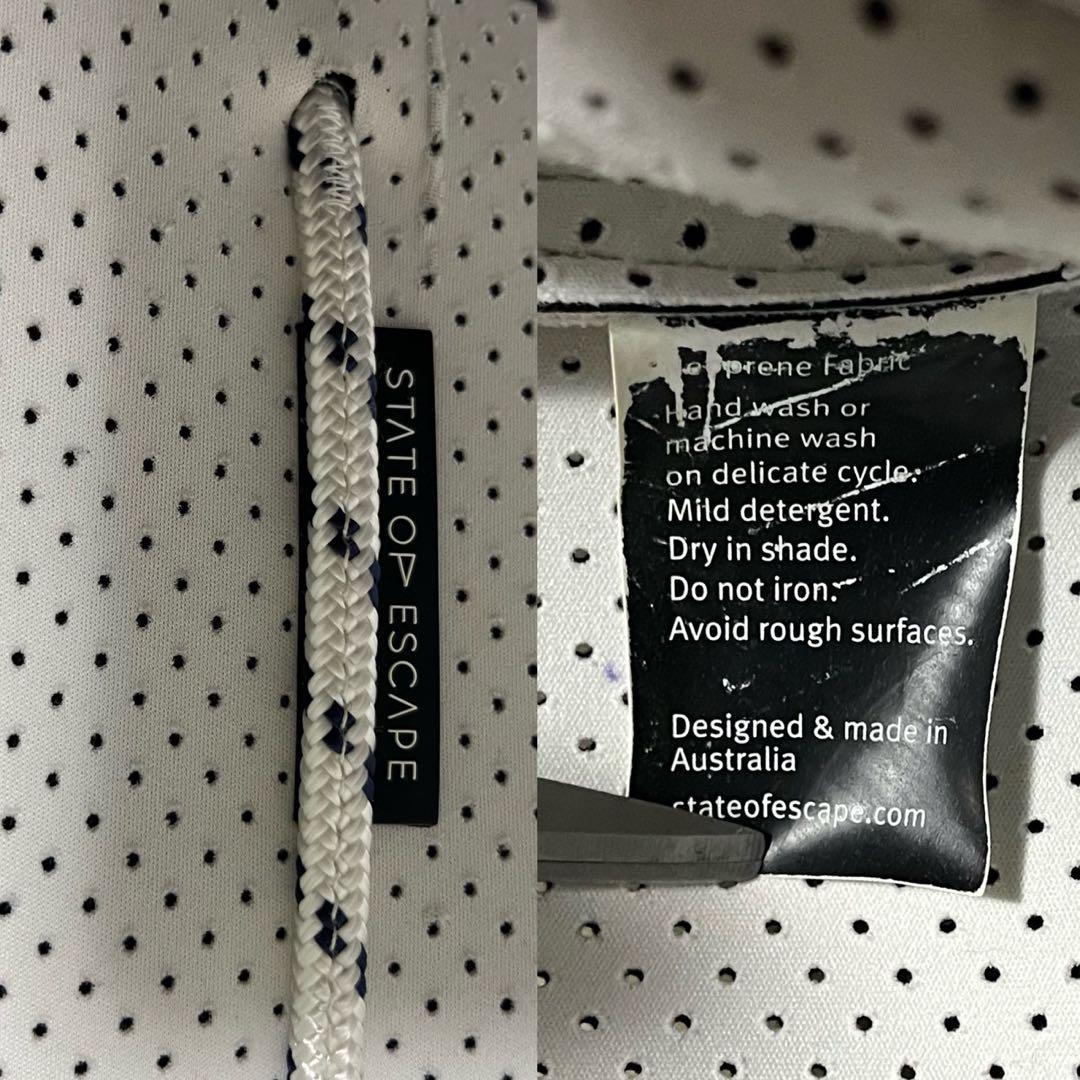 STATE OF ESCAPE
Fabric
Hand wash or
machine wash
on delicate cycle.
Mild detergent.
Dry in shade.
Do not iron.
Avoid rough surfaces.
Designed & made in
Australia
stateofescape.com